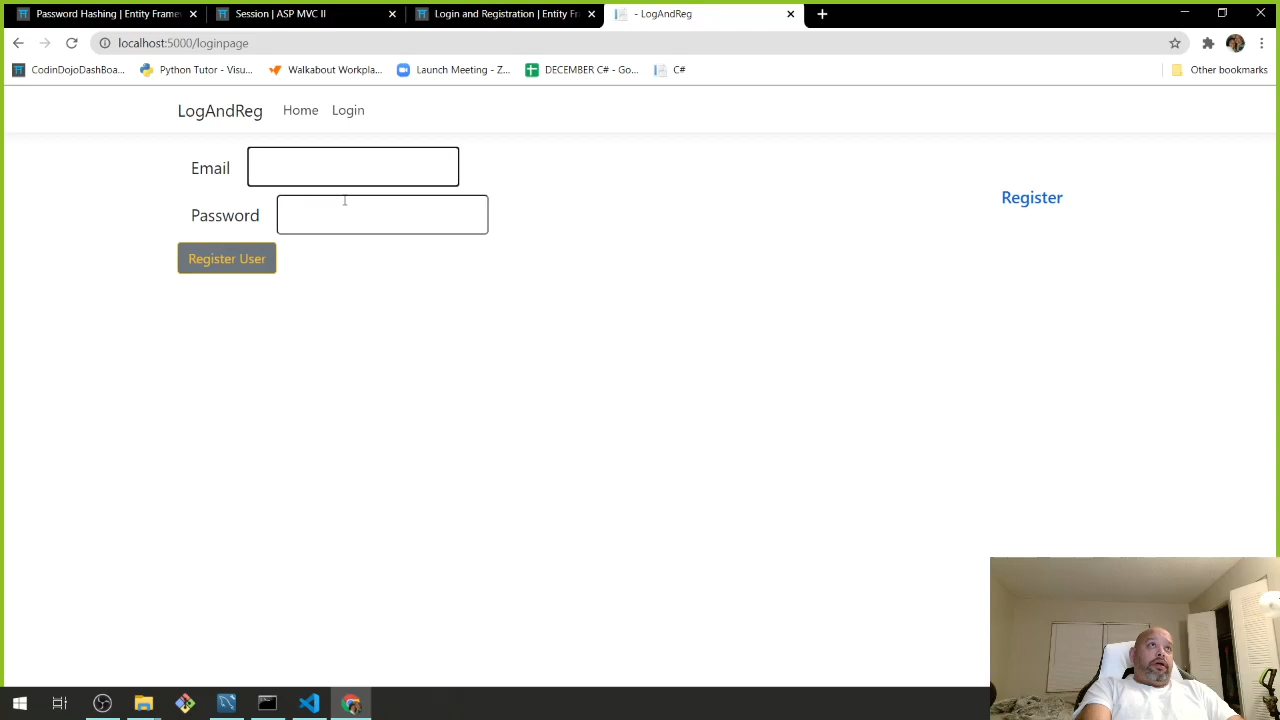 Password Hashing | Entity Framew
Session | ASP MVC II
Login and Registration | Entity Fr
- LogAndReg
localhost:5000/loginpage
CodinDojoDashBoa...
Python Tutor - Visu...
Walkabout Workpla...
Launch Meeting - Z...
DECEMBER C# - Go...
C#
Other bookmarks
LogAndReg
Home
Login
Email
Password
Register
Register User